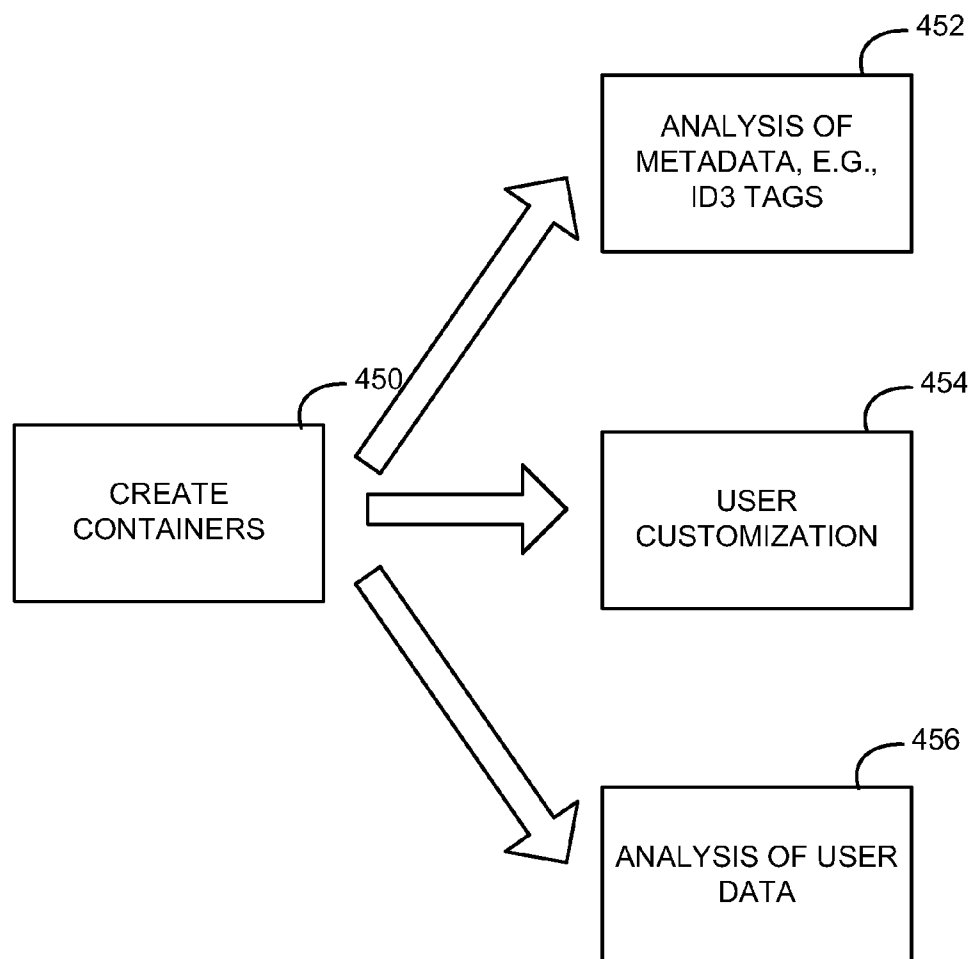 452
ANALYSIS OF
METADATA, E.G.,
ID3 TAGS
450
CREATE
CONTAINERS
454
USER
CUSTOMIZATION
456
ANALYSIS OF USER
DATA